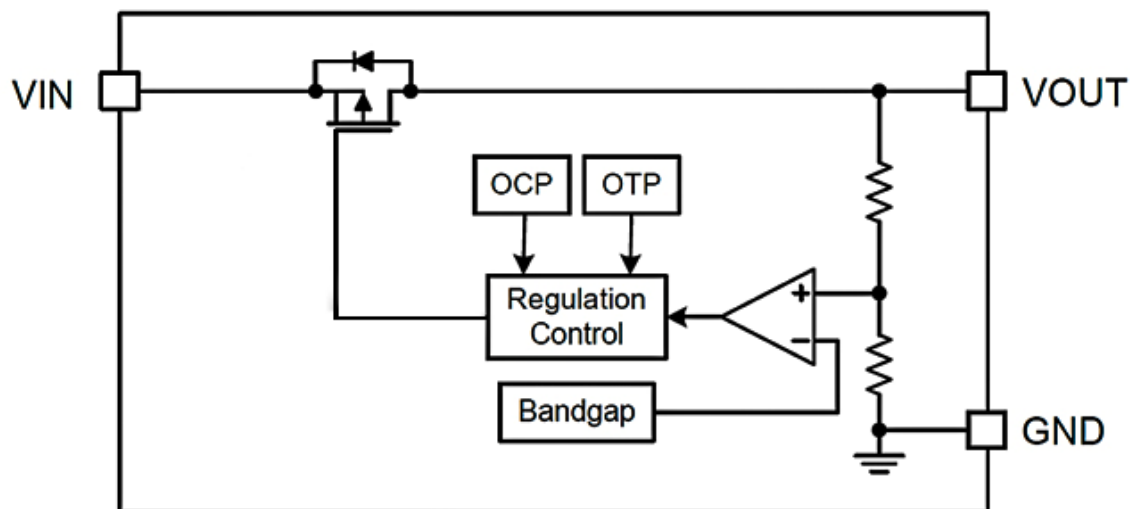 VIN
VOUT
OCP
OTP
Regulation
Control
+
−
Bandgap
GND